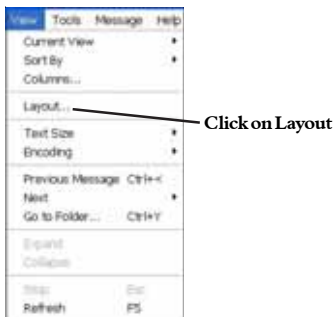 View Tools Message Help
Current View
Sort By
Columns...
Layout...
Click on Layout
Text Size
Encoding
Previous Message Ctrl+<
Next
Go to Folder... Ctrl+Y
Expand
Collapse
Stop Esc
Refresh F5